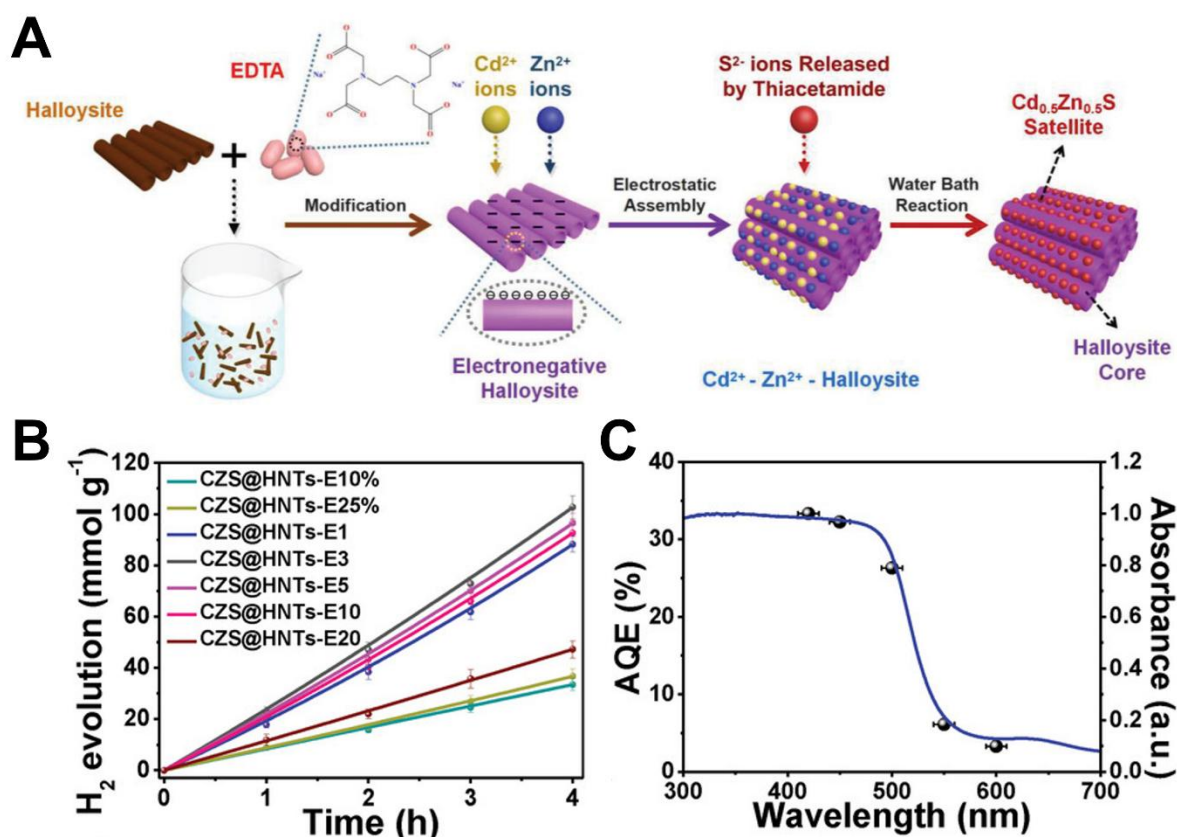 A
Halloysite
EDTA
O
O
O
O
O
O
O
O
N
N
Na⁺
Na⁺
Cd²⁺
ions
Zn²⁺
ions
S²⁻ ions Released
by Thiacetamide
Cd₀.₅Zn₀.₅S
Satellite
Modification
Electrostatic
Assembly
Water Bath
Reaction
Electronegative
Halloysite
Cd²⁺ - Zn²⁺ - Halloysite
Halloysite
Core
B
H₂ evolution (mmol g⁻¹)
120
100
80
60
40
20
0
CZS@HNTs-E10%
CZS@HNTs-E25%
CZS@HNTs-E1
CZS@HNTs-E3
CZS@HNTs-E5
CZS@HNTs-E10
CZS@HNTs-E20
0 1 2 3 4
Time (h)
C
AQE (%)
40
30
20
10
0
1.2
1.0
0.8
0.6
0.4
0.2
0.0
Absorbance (a.u.)
300 400 500 600 700
Wavelength (nm)